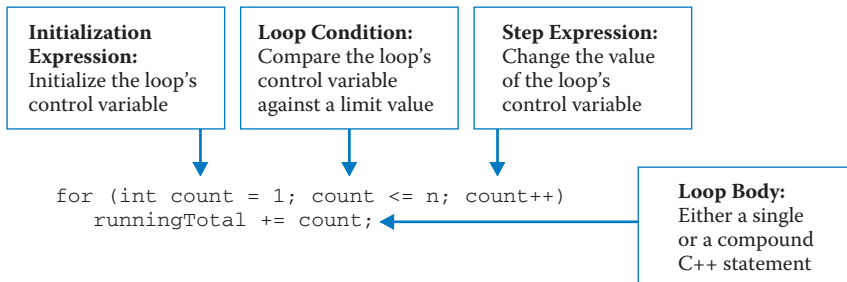 Initialization
Expression:
Initialize the loop's
control variable
Loop Condition:
Compare the loop's
control variable
against a limit value
Step Expression:
Change the value
of the loop's
control variable
for (int count = 1; count <= n; count++)
runningTotal += count;
Loop Body:
Either a single
or a compound
C++ statement